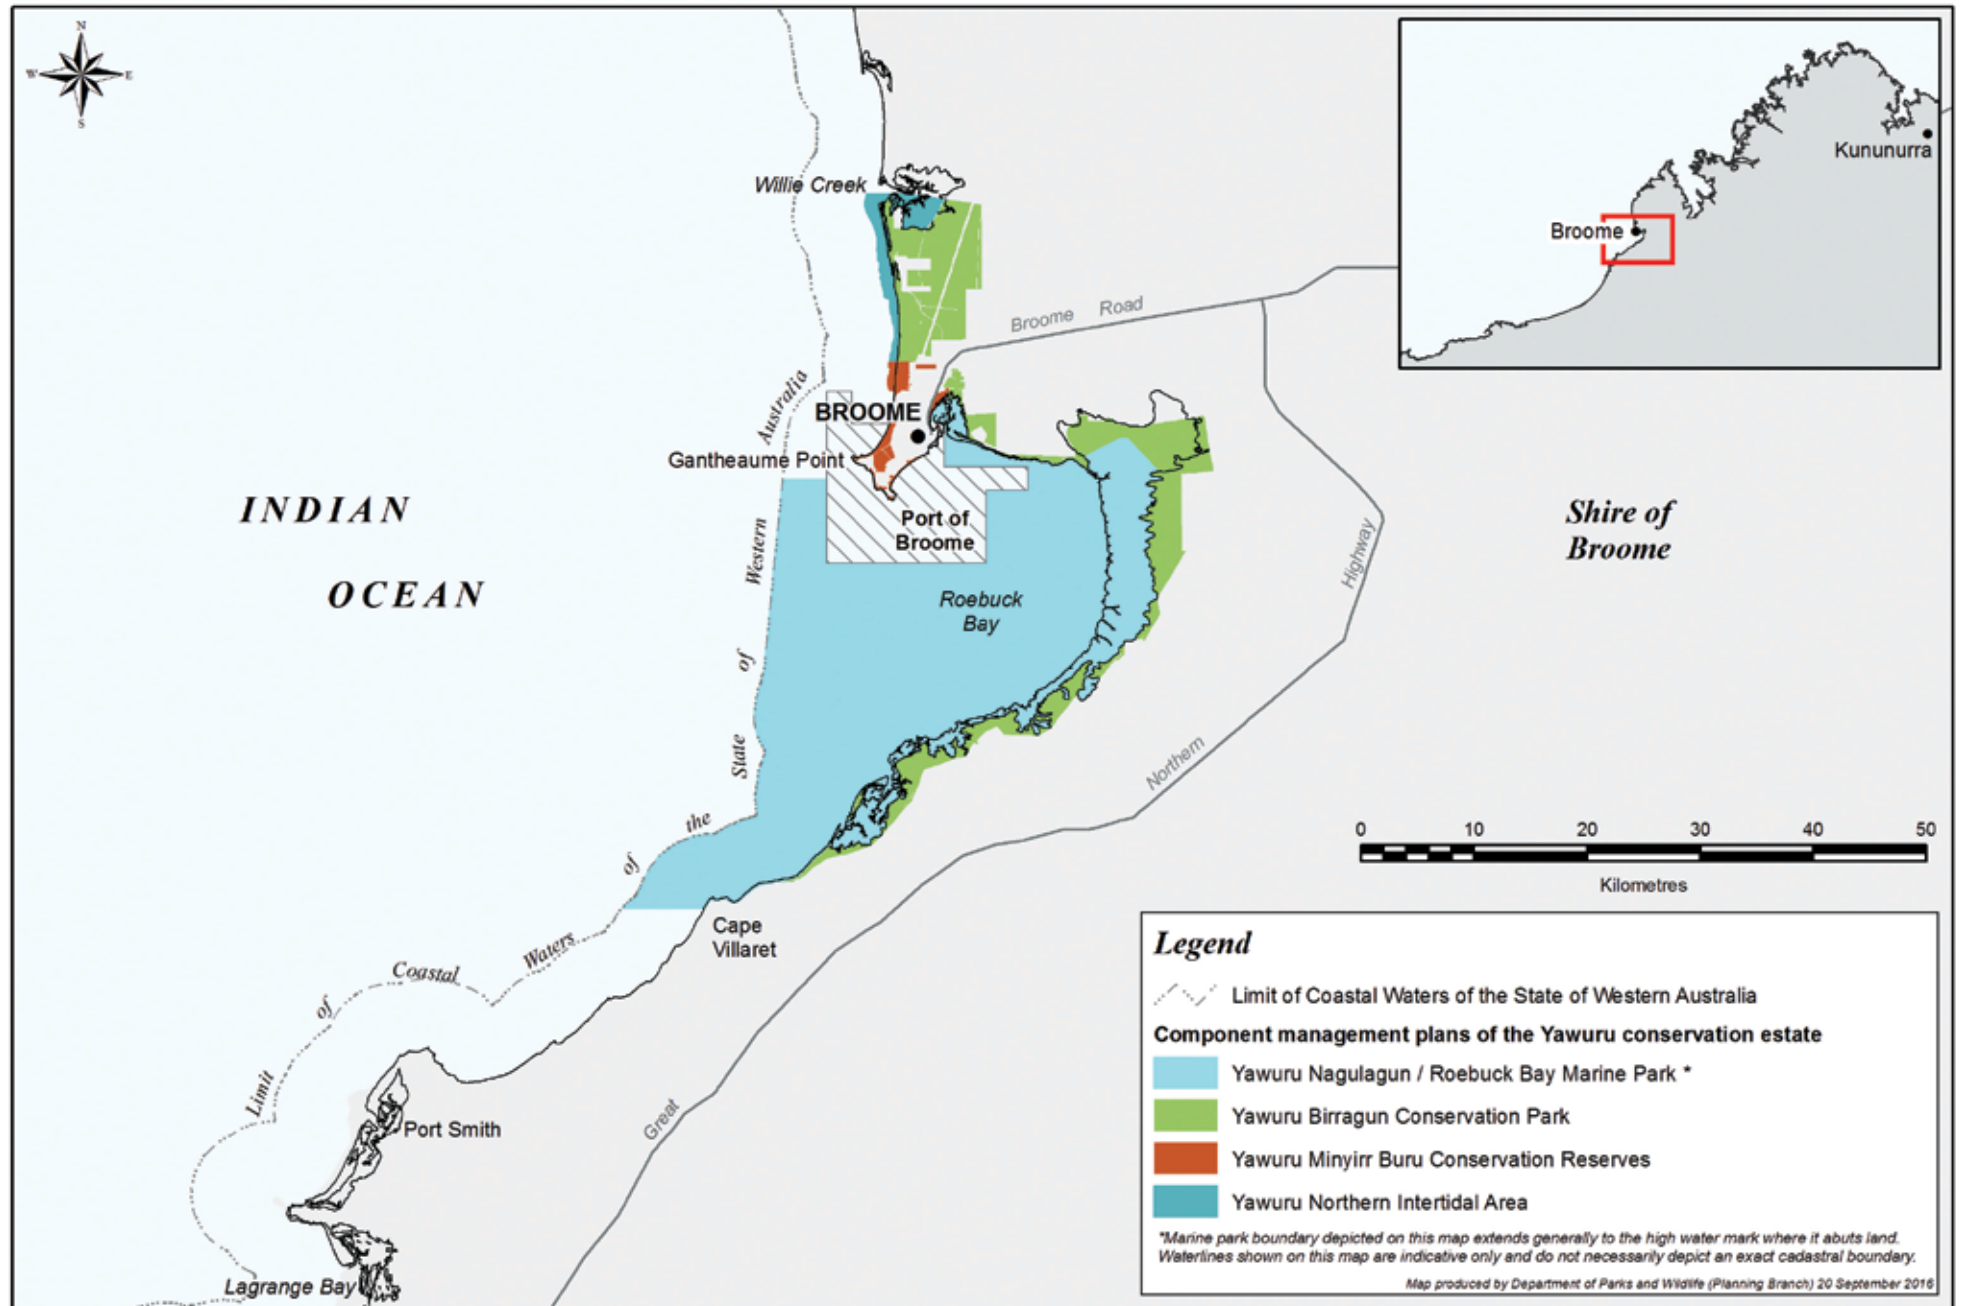 N
W
E
S
Kununurra
Broome
Willie Creek
Broome Road
BROOME
Gantheaume Point
Port of
Broome
INDIAN
OCEAN
Roebuck
Bay
Shire of
Broome
Limit of Coastal Waters of the State of Western Australia
Great Northern Highway
Cape
Villaret
Port Smith
Lagrange Bay
0 10 20 30 40 50
Kilometres
Legend
Limit of Coastal Waters of the State of Western Australia
Component management plans of the Yawuru conservation estate
Yawuru Nagulagun / Roebuck Bay Marine Park *
Yawuru Birragun Conservation Park
Yawuru Minyirr Buru Conservation Reserves
Yawuru Northern Intertidal Area
*Marine park boundary depicted on this map extends generally to the high water mark where it abuts land.
Waterlines shown on this map are indicative only and do not necessarily depict an exact cadastral boundary.
Map produced by Department of Parks and Wildlife (Planning Branch) 20 September 2016